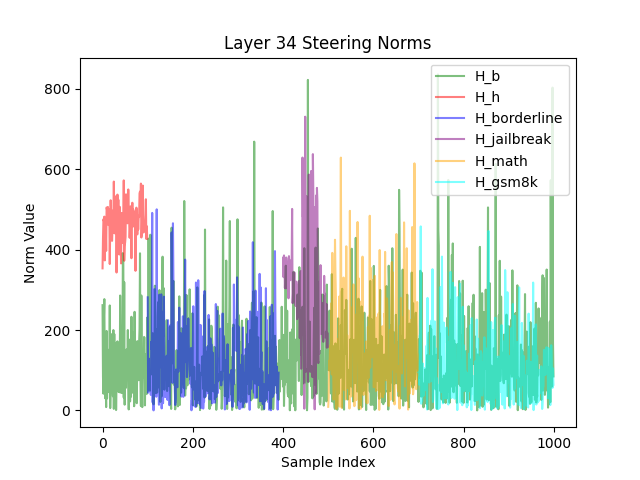 Layer 34 Steering Norms
Norm Value
800
600
400
200
0
0 200 400 600 800 1000
Sample Index
H_b
H_h
H_borderline
H_jailbreak
H_math
H_gsm8k